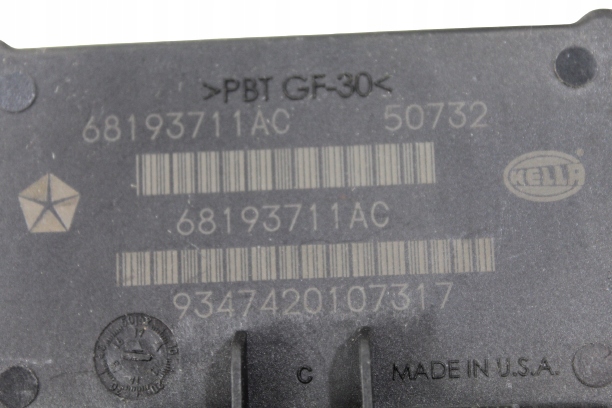 >PBT GF-30<
68193711AC 50732
HELLA
68193711AC
9347420107317
C MADE IN U.S.A.